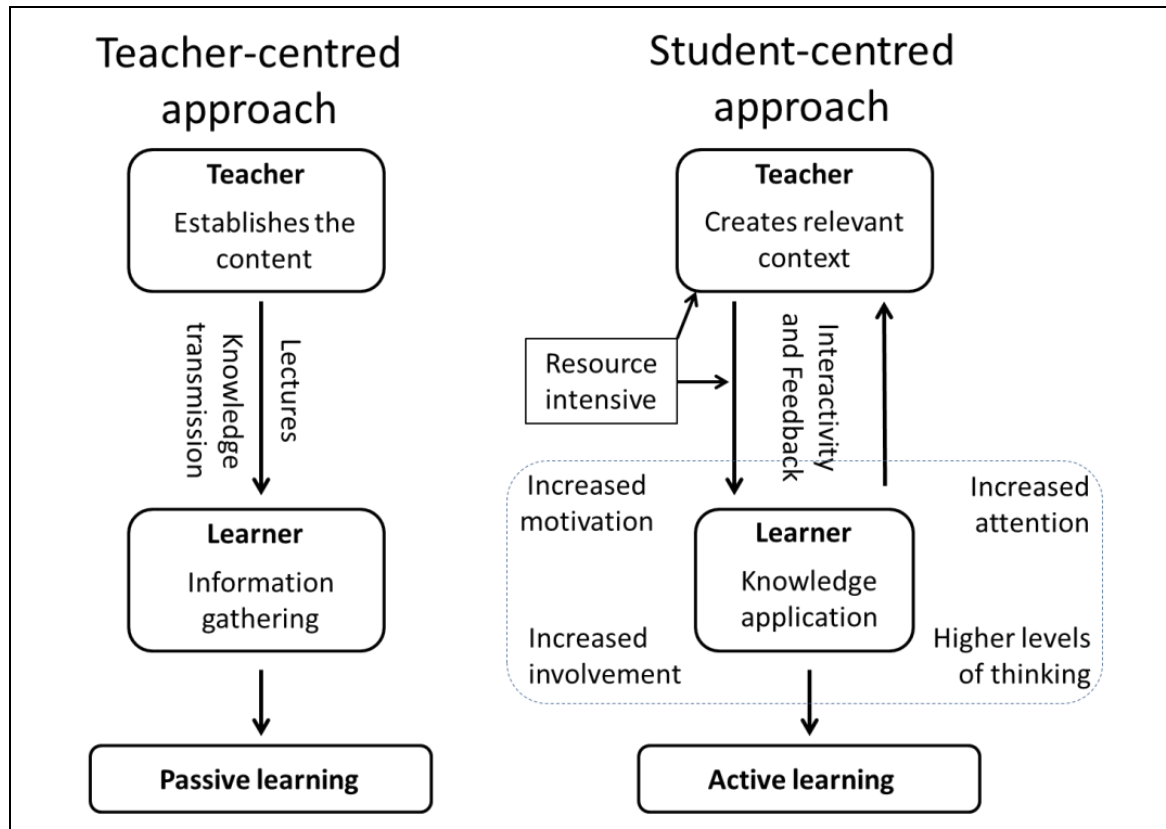 Teacher-centred
approach
Teacher
Establishes the
content
Knowledge
transmission
Lectures
Learner
Information
gathering
Passive learning
Student-centred
approach
Teacher
Creates relevant
context
Resource
intensive
Interactivity
and Feedback
Increased
motivation
Increased
attention
Learner
Knowledge
application
Increased
involvement
Higher levels
of thinking
Active learning